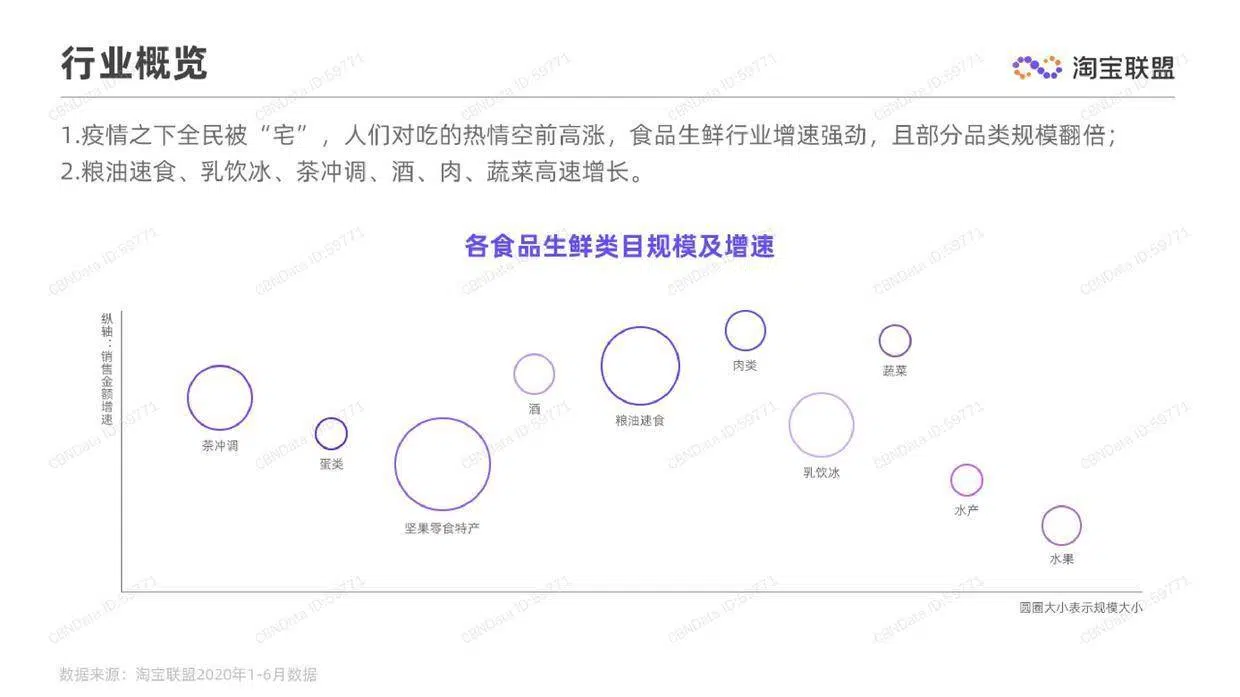 行业概览
淘宝联盟
1.疫情之下全民被“宅”，人们对吃的热情空前高涨，食品生鲜行业增速强劲，且部分品类规模翻倍；
2.粮油速食、乳饮冰、茶冲调、酒、肉、蔬菜高速增长。
各食品生鲜类目规模及增速
纵轴：销售金额增速
茶冲调
蛋类
坚果零食特产
酒
粮油速食
肉类
乳饮冰
蔬菜
水产
水果
圆圈大小表示规模大小
数据来源：淘宝联盟2020年1-6月数据
CBNData ID:59771